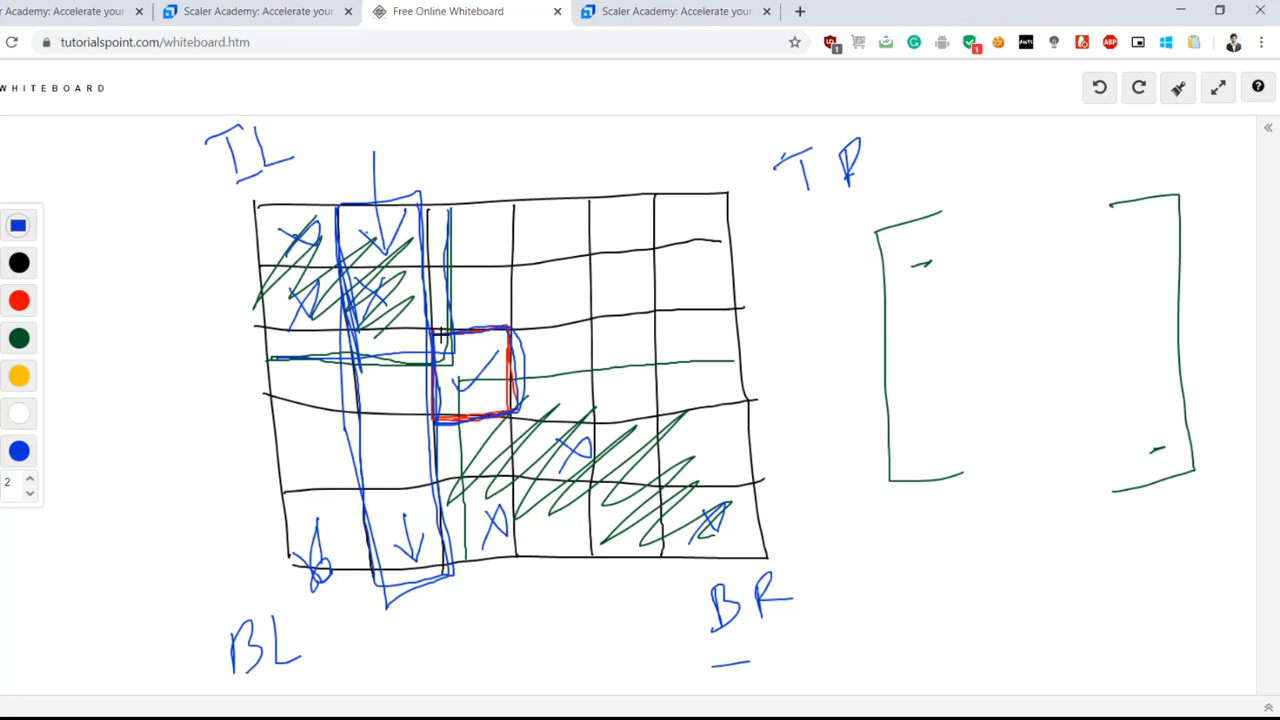 Scaler Academy: Accelerate your
Scaler Academy: Accelerate your
Free Online Whiteboard
Scaler Academy: Accelerate your
tutorialspoint.com/whiteboard.htm
WHITEBOARD
TL
TR
2
BL
BR